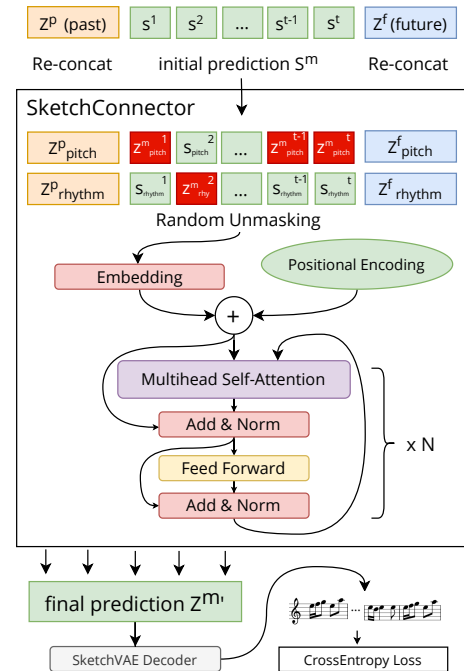 Z^p (past) s^1 s^2 ... s^t-1 s^t Z^f (future)
Re-concat initial prediction S^m Re-concat
SketchConnector
Z^p_pitch z^m_pitch^1 s_pitch^2 ... z^m_pitch^t-1 z^m_pitch^t Z^f_pitch
Z^p_rhythm s_rhythm^1 z^m_rhy^2 ... s_rhythm^t-1 s_rhythm^t Z^f_rhythm
Random Unmasking
Embedding
Positional Encoding
+
Multihead Self-Attention
Add & Norm
x N
Feed Forward
Add & Norm
final prediction Z^m'
...
SketchVAE Decoder
CrossEntropy Loss